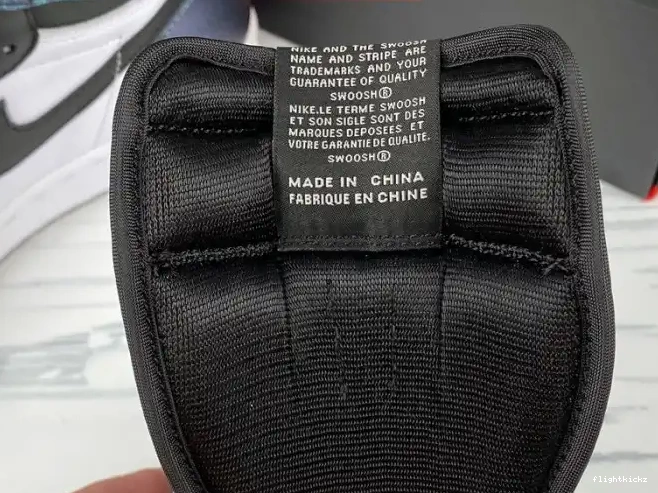 NIKE AND THE SWOOSH
NAME AND STRIPE ARE
TRADEMARKS AND YOUR
GUARANTEE OF QUALITY
SWOOSH®
NIKE.LE TERME SWOOSH
ET SON SIGLE SONT DES
MARQUES DEPOSEES ET
VOTRE GARANTIE DE QUALITE.
SWOOSH®
MADE IN CHINA
FABRIQUE EN CHINE
flightkickz